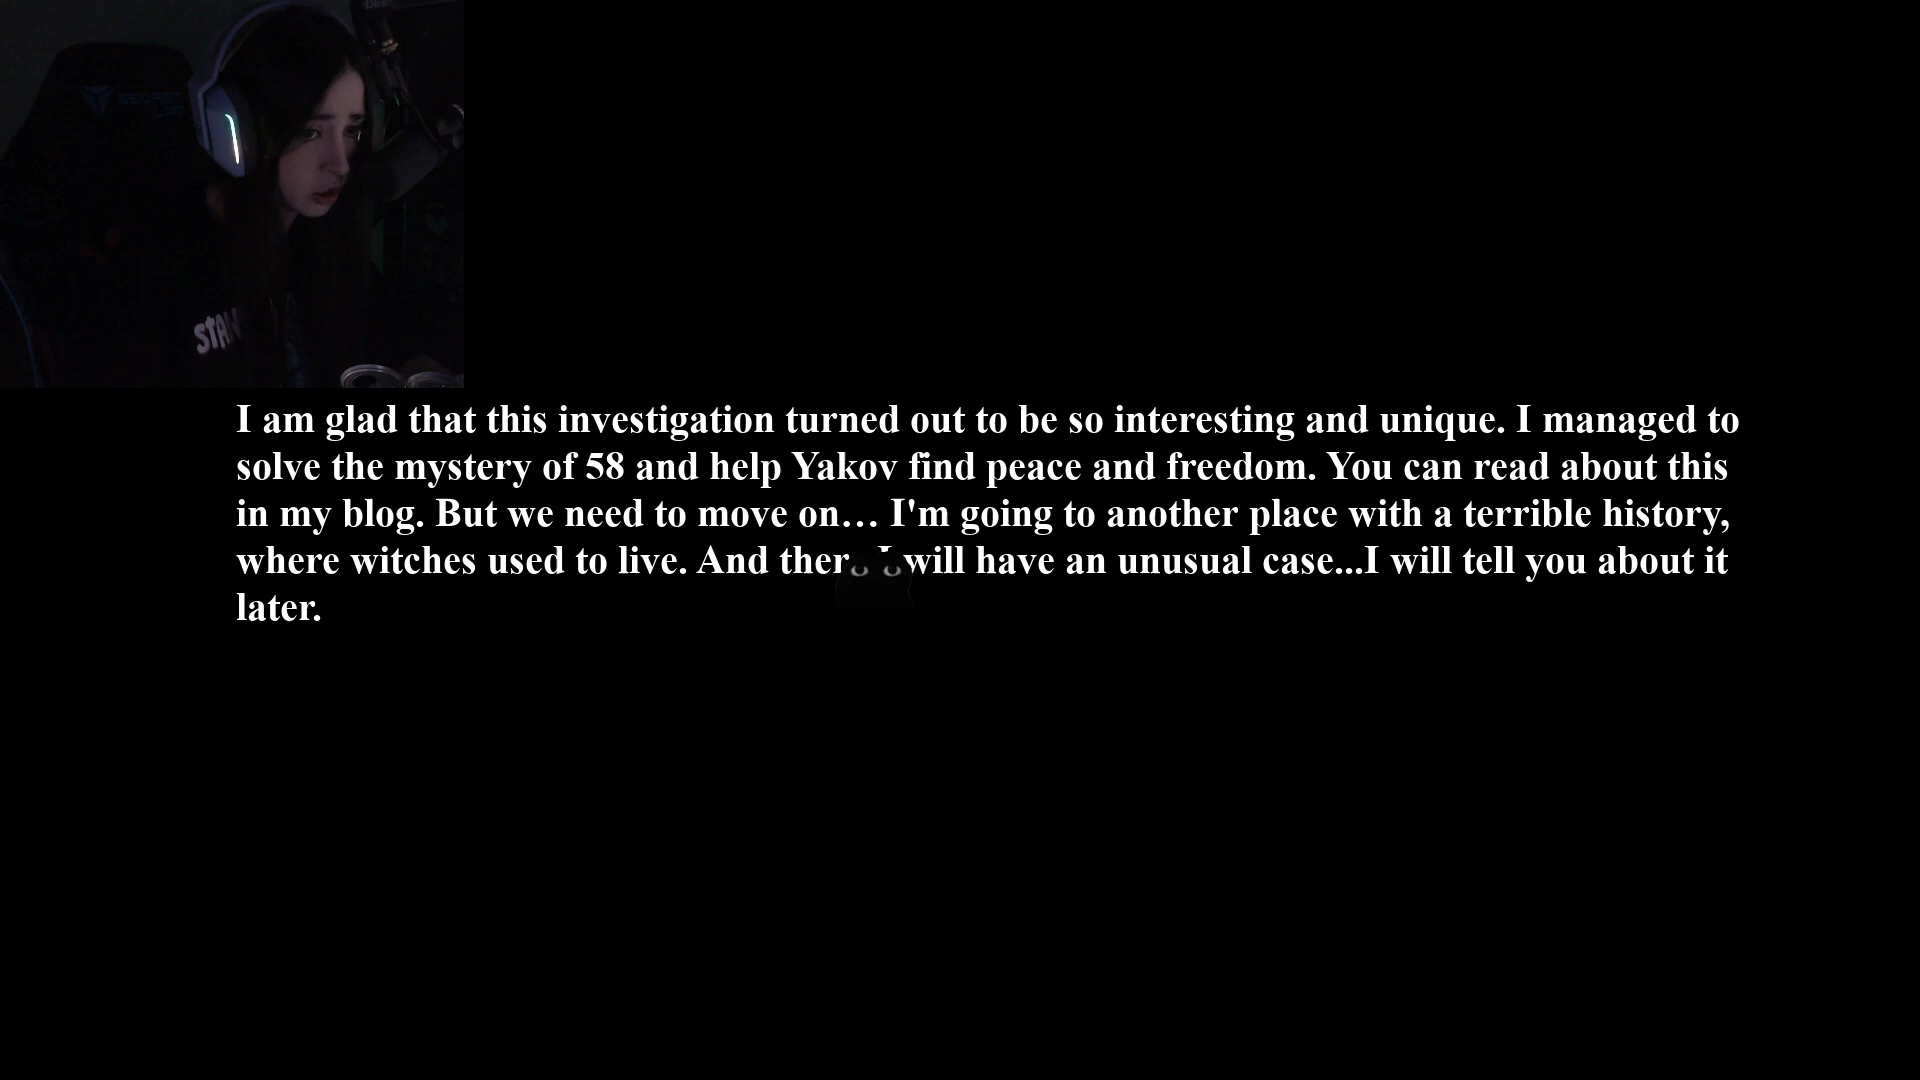 SECRET
LAB
I am glad that this investigation turned out to be so interesting and unique. I managed to
solve the mystery of 58 and help Yakov find peace and freedom. You can read about this
in my blog. But we need to move on… I'm going to another place with a terrible history,
where witches used to live. And ther will have an unusual case...I will tell you about it
later.